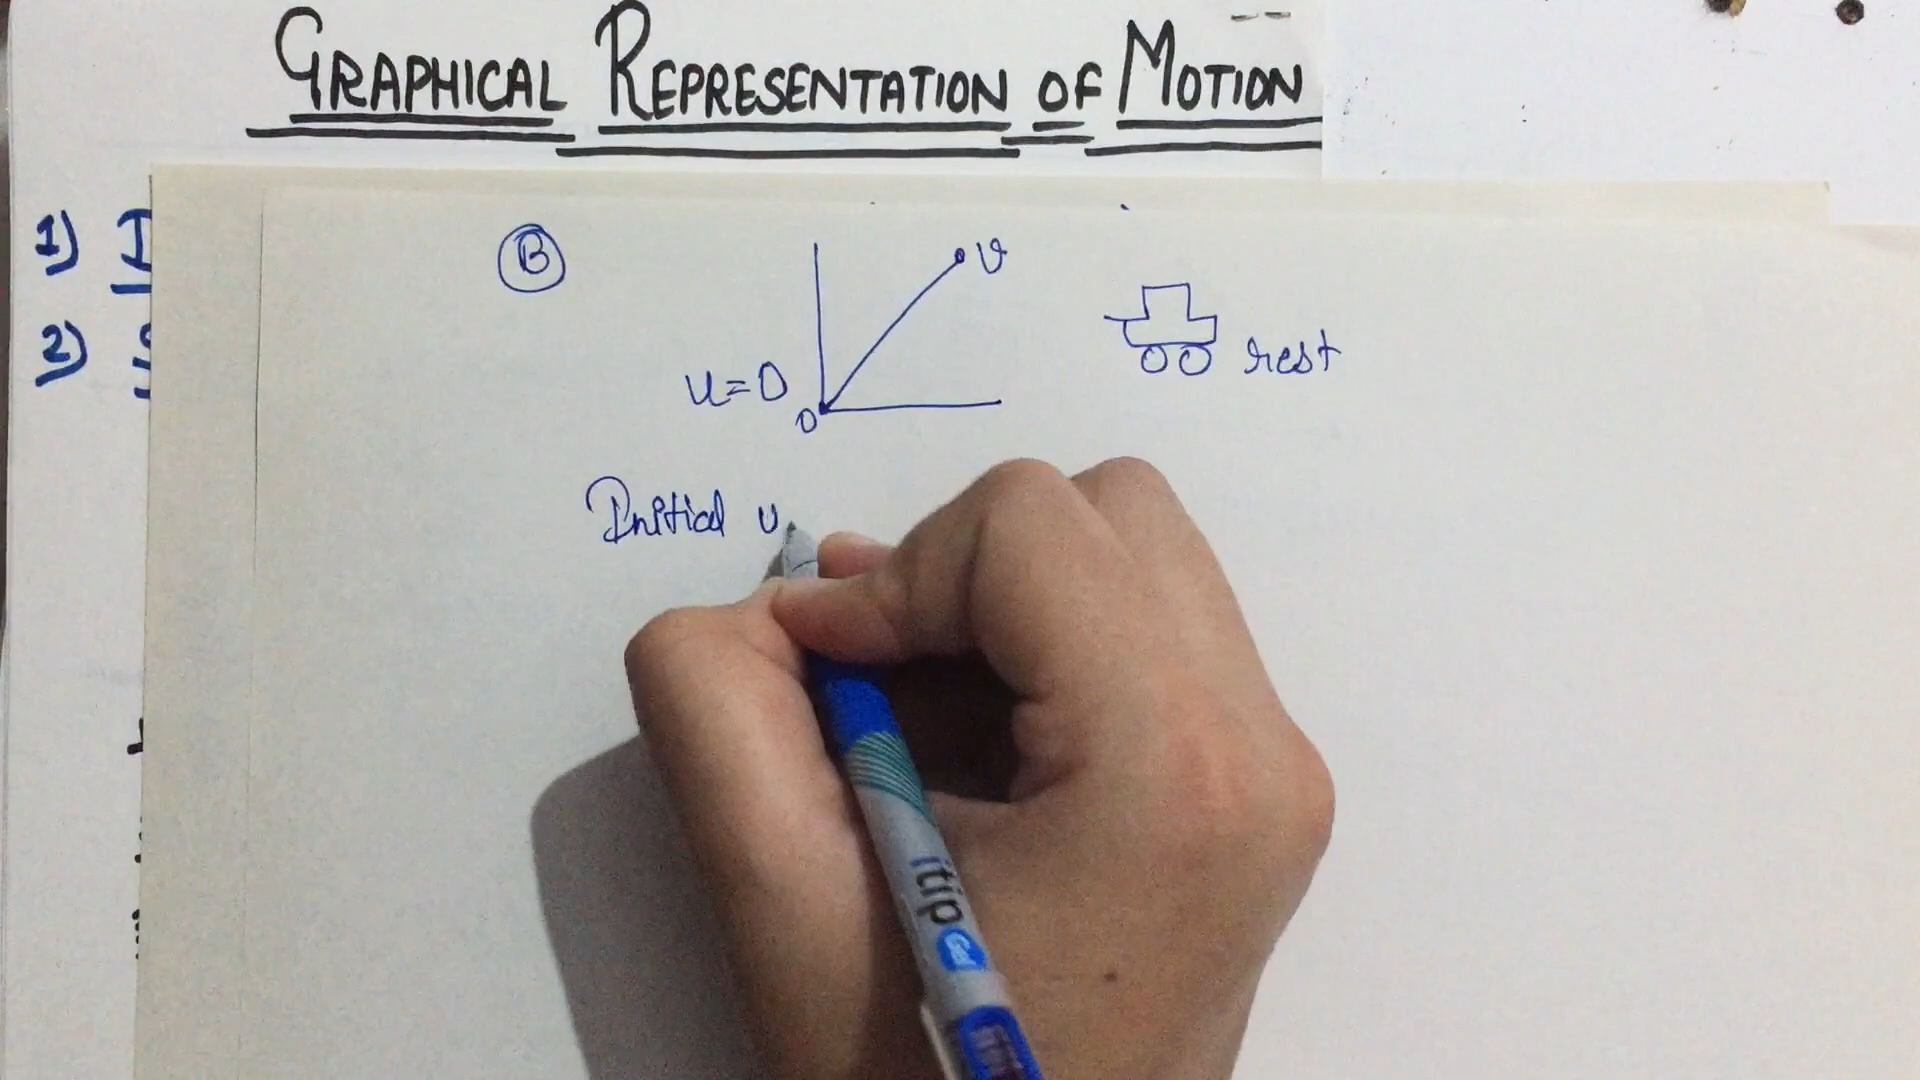 GRAPHICAL REPRESENTATION OF MOTION
1)
2)
B
v
u=0
0
rest
Initial u
itip